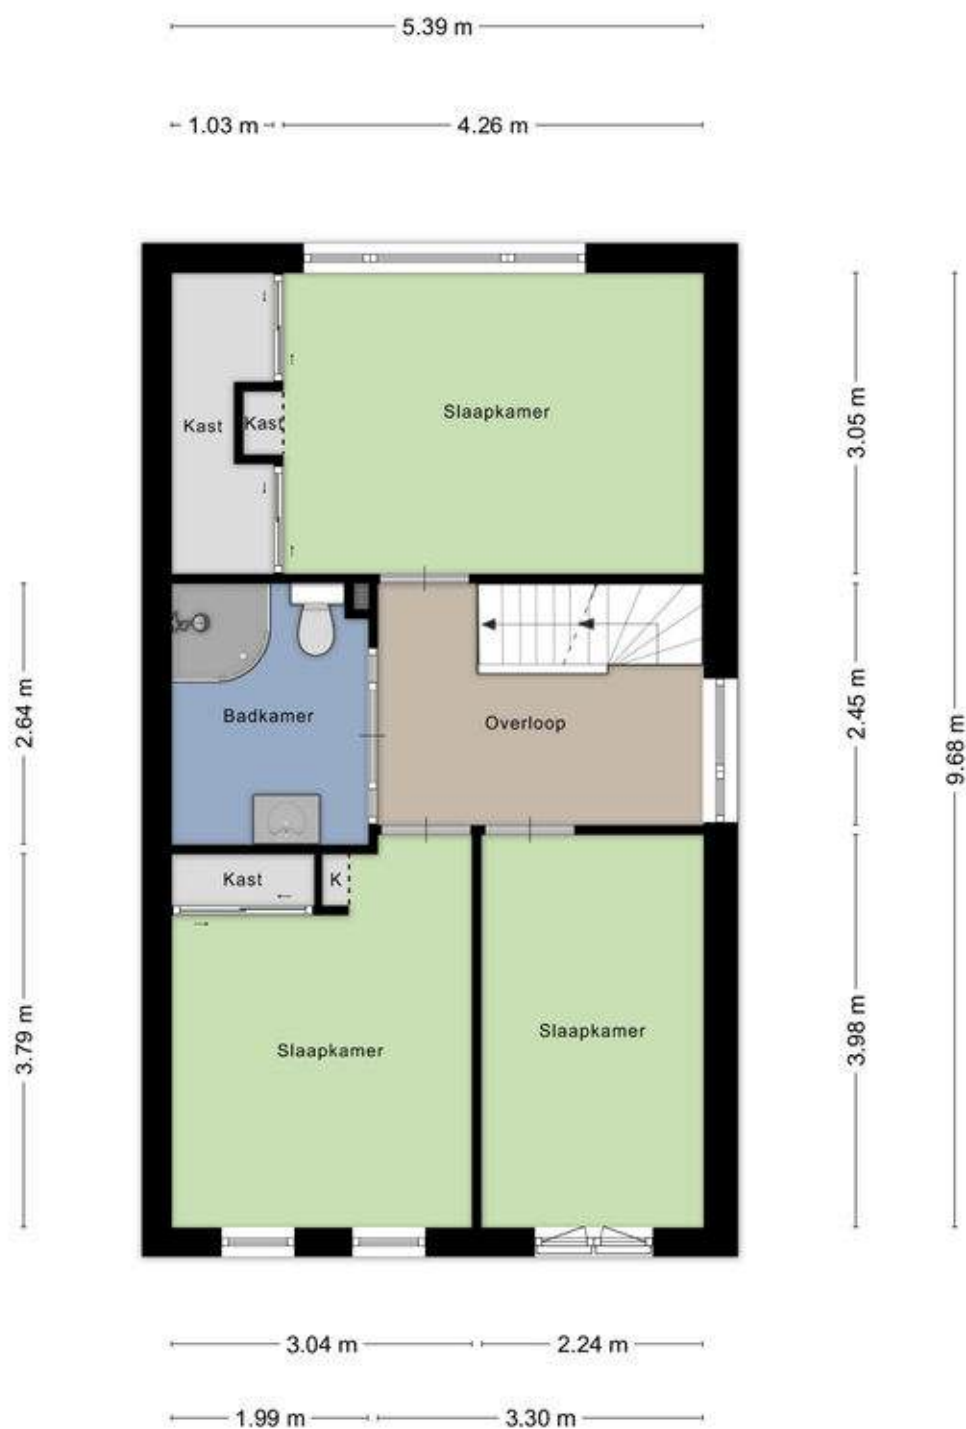 5.39 m
1.03 m
4.26 m
Slaapkamer
Kast
Kast
3.05 m
Badkamer
Overloop
2.64 m
2.45 m
9.68 m
Kast
K
Slaapkamer
Slaapkamer
3.79 m
3.98 m
3.04 m
2.24 m
1.99 m
3.30 m